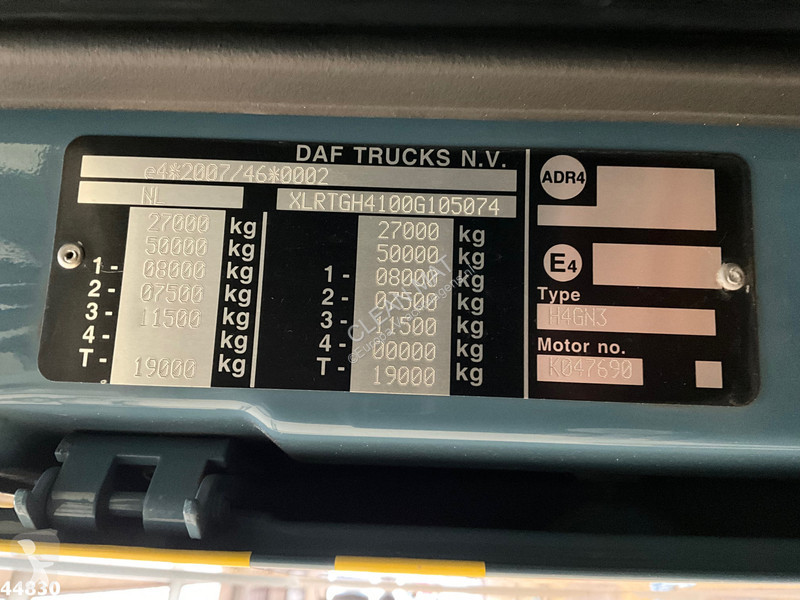 DAF TRUCKS N.V.
e4*2007/46*0002
NL XLRTGH4100G105074
27000 kg
50000 kg
1- 08000 kg
2- 07500 kg
3- 11500 kg
4- kg
T- 19000 kg
27000 kg
50000 kg
1- 08000 kg
2- 07500 kg
3- 11500 kg
4- 00000 kg
T- 19000 kg
ADR4
E4
Type
H4GN3
Motor no.
K047690
CLEAN MAT
44830